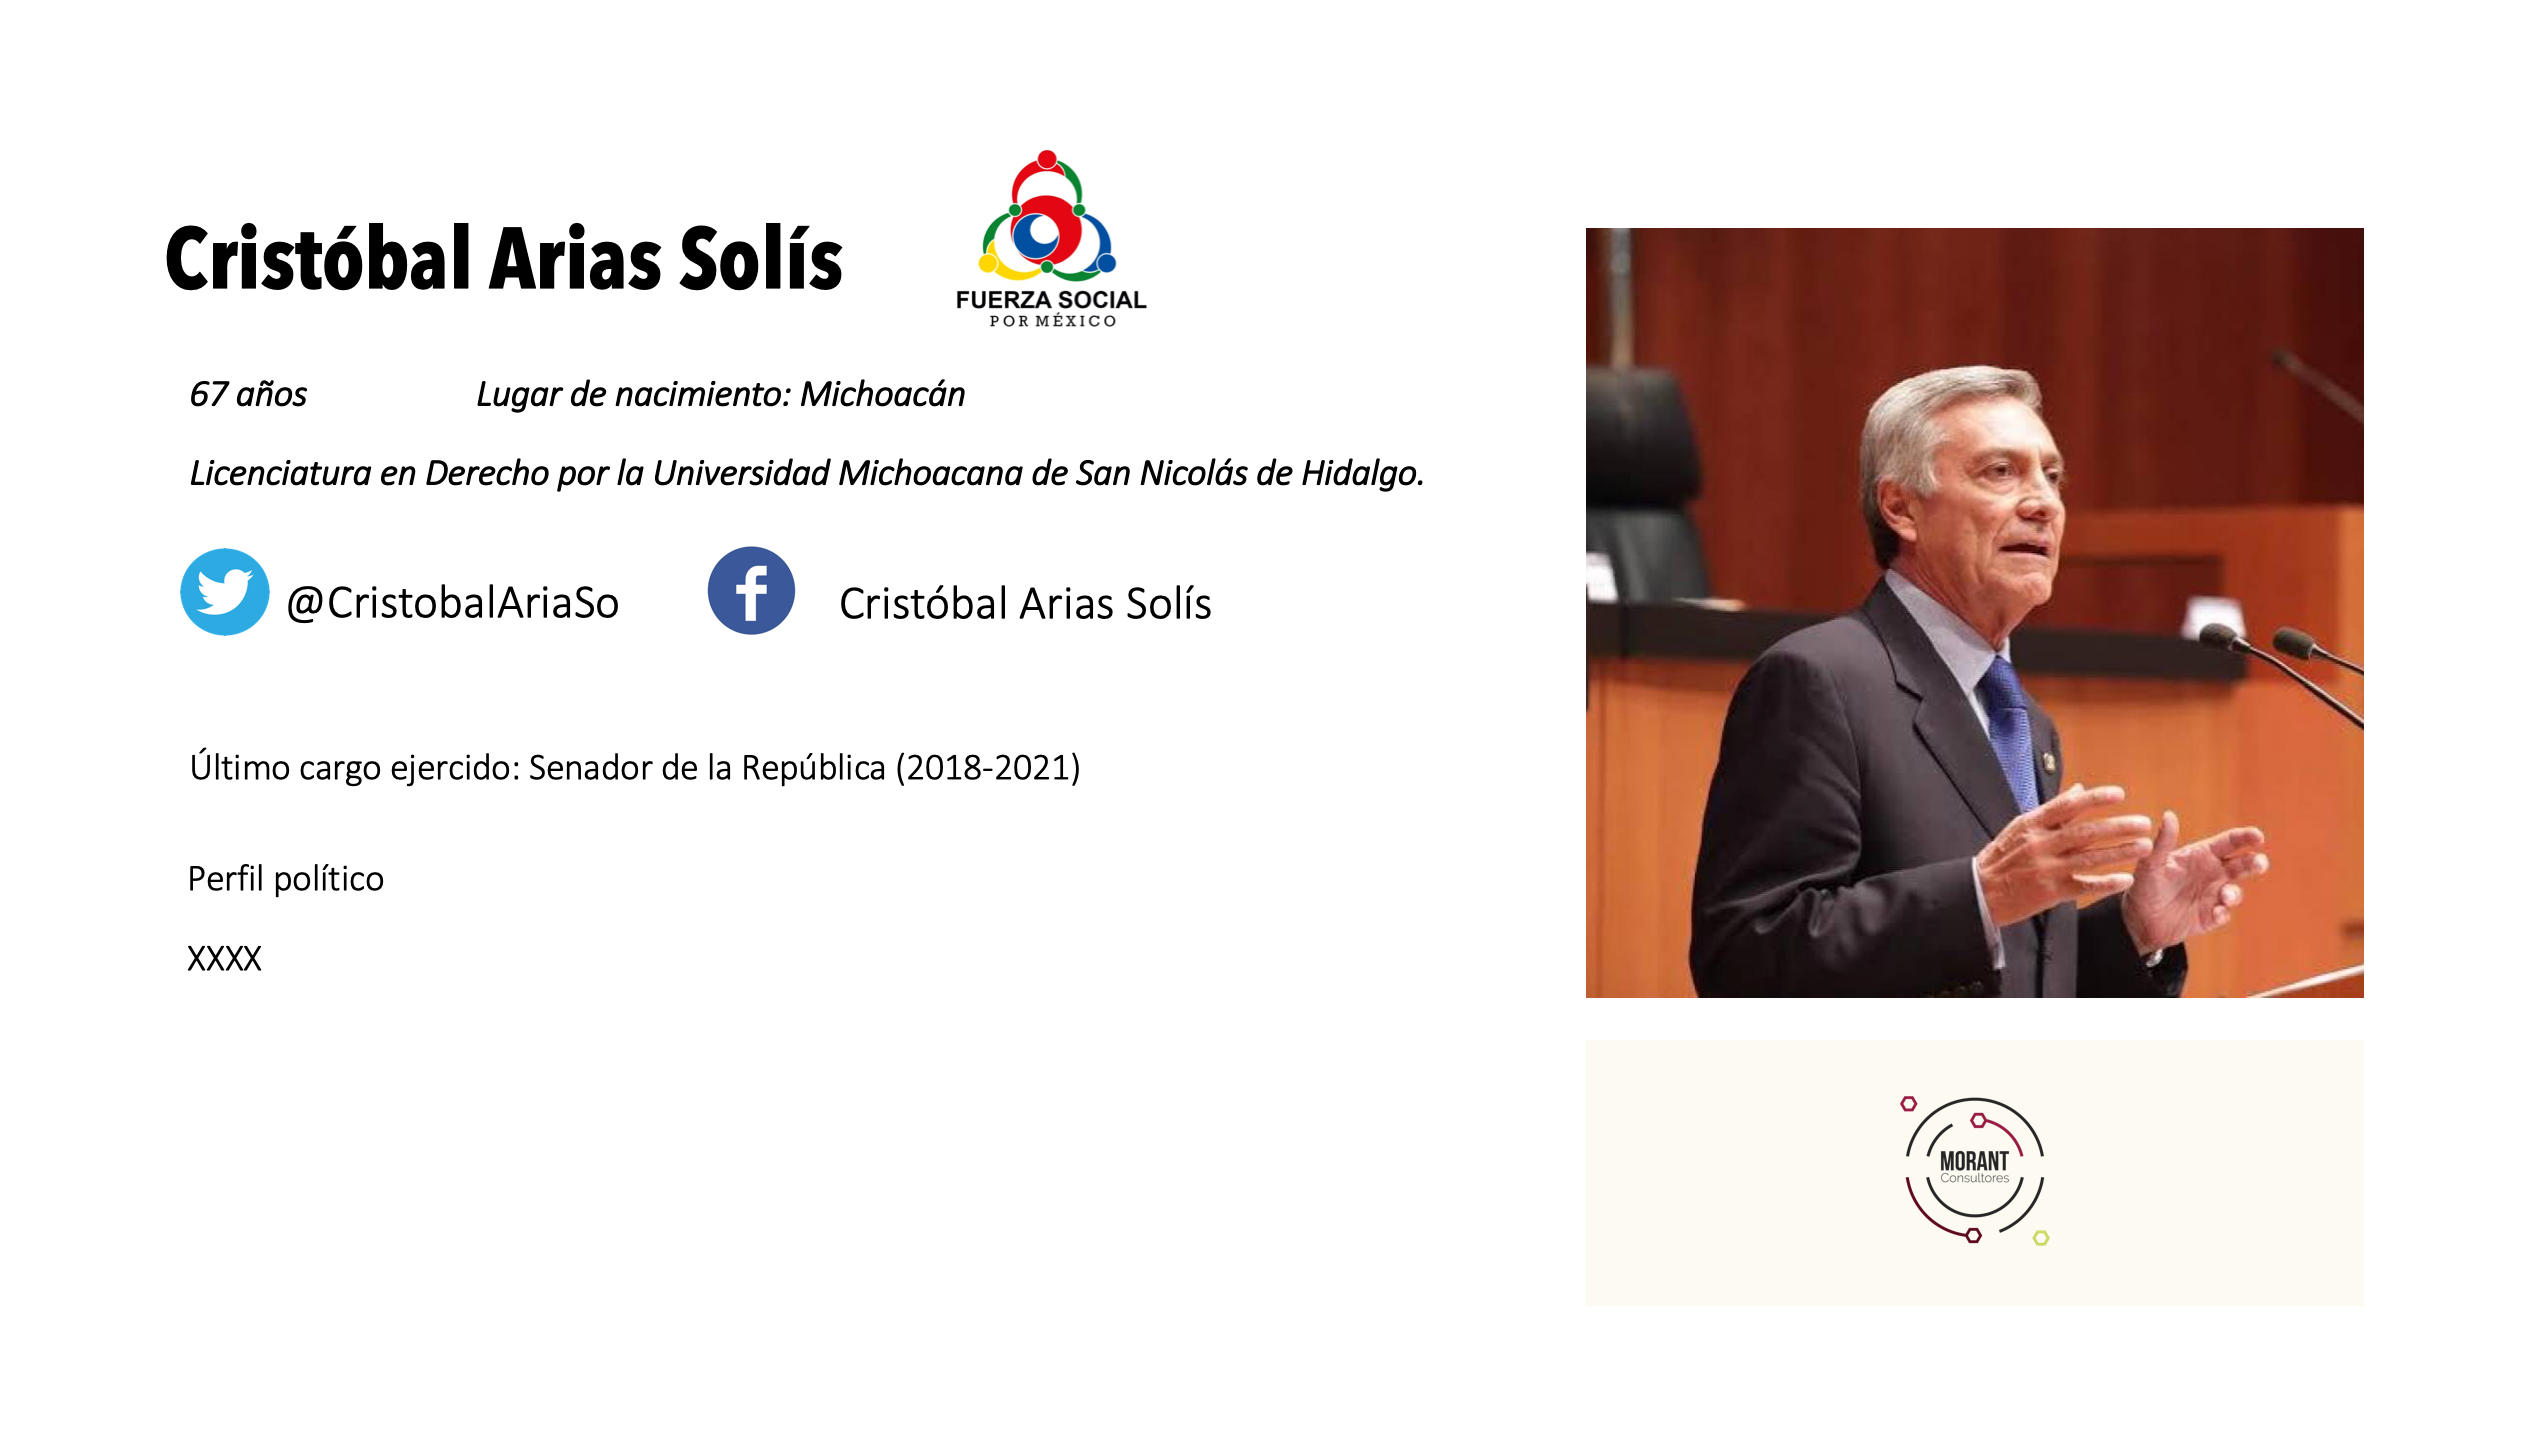 Cristóbal Arias Solís
FUERZA SOCIAL
POR MÉXICO
67 años Lugar de nacimiento: Michoacán
Licenciatura en Derecho por la Universidad Michoacana de San Nicolás de Hidalgo.
@CristobalAriaSo Cristóbal Arias Solís
Último cargo ejercido: Senador de la República (2018-2021)
Perfil político
XXXX
MORANT
Consultores